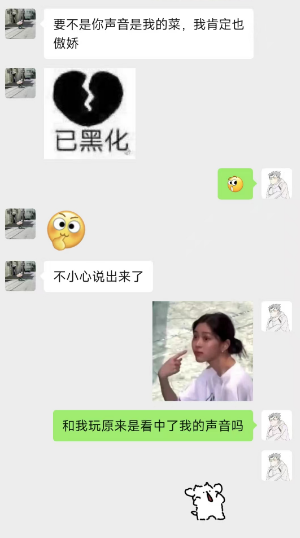 要不是你声音是我的菜，我肯定也
傲娇
已黑化
不小心说出来了
和我玩原来是看中了我的声音吗